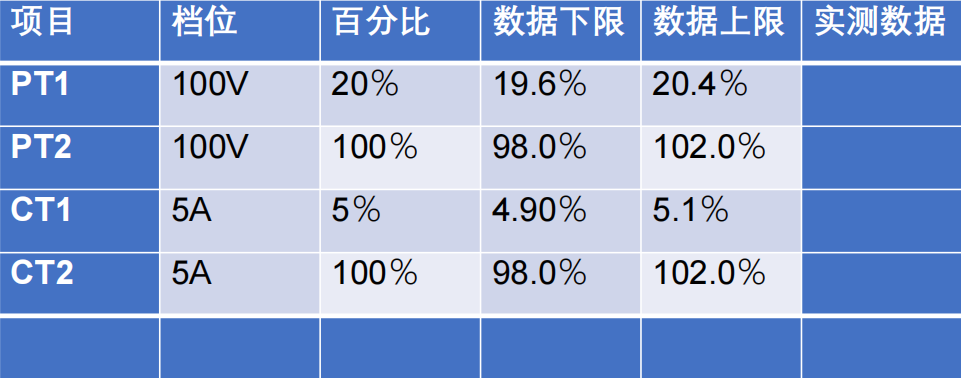 项目 档位 百分比 数据下限 数据上限 实测数据
PT1 100V 20% 19.6% 20.4%
PT2 100V 100% 98.0% 102.0%
CT1 5A 5% 4.90% 5.1%
CT2 5A 100% 98.0% 102.0%